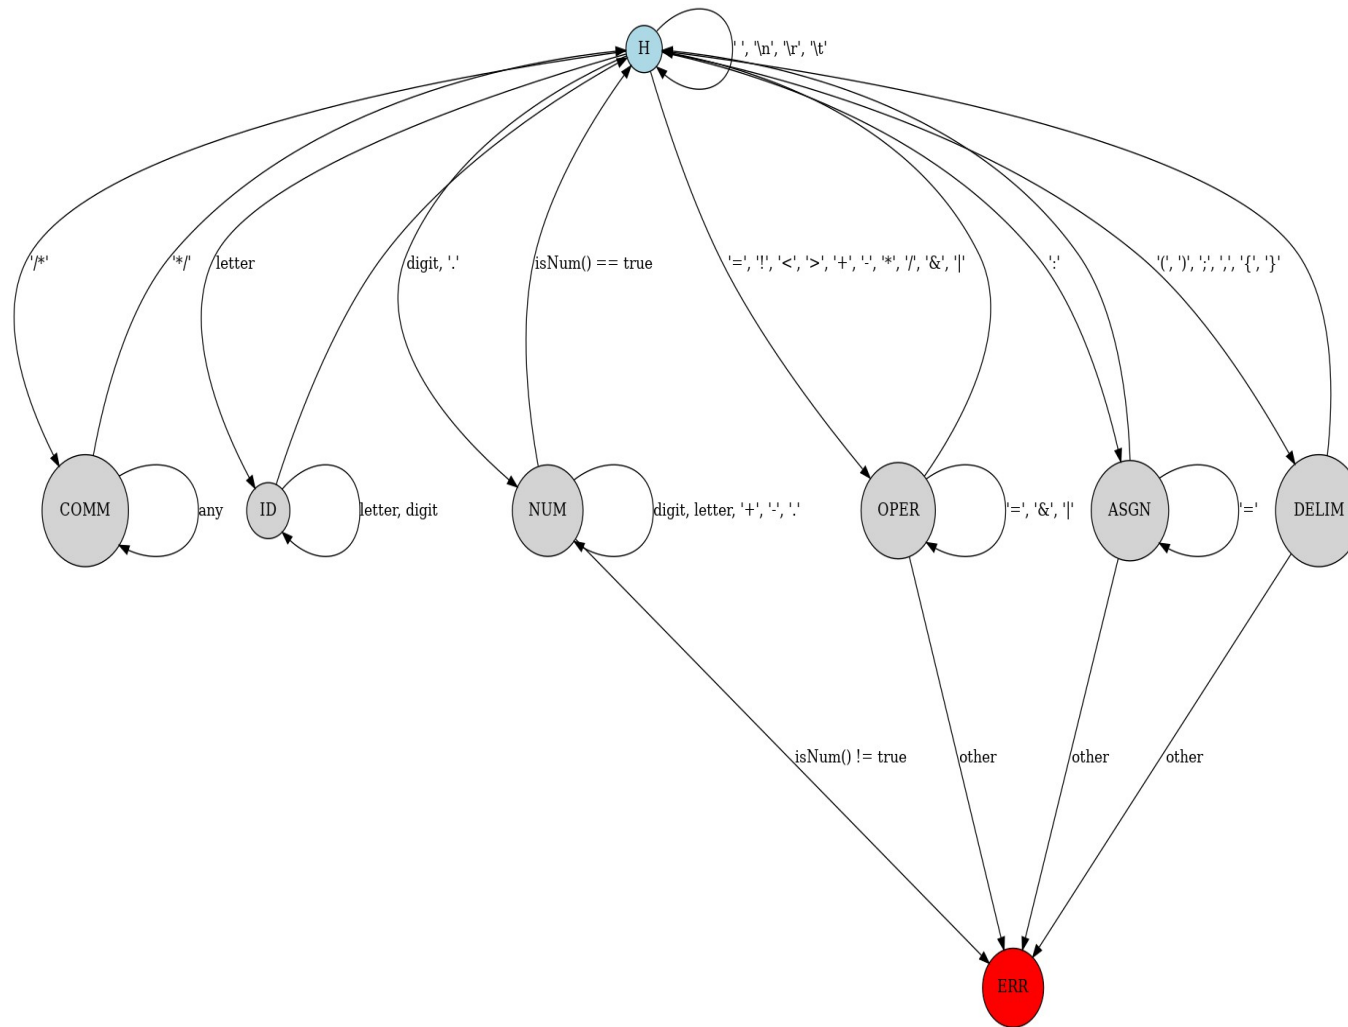 H
' ', '\n', '\r', '\t'
'/*'
'*/'
letter
digit, '.'
isNum() == true
'=', '!', '<', '>', '+', '-', '*', '/', '&', '|'
':'
'(', ')', ';', ',', '{', '}'
COMM
any
ID
letter, digit
NUM
digit, letter, '+', '-', '.'
OPER
'=', '&', '|'
ASGN
'='
DELIM
isNum() != true
other
other
other
ERR